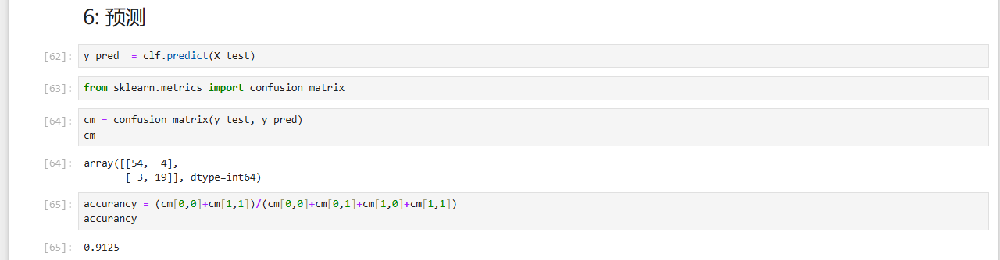 6: 预测
[62]: y_pred  = clf.predict(X_test)
[63]: from sklearn.metrics import confusion_matrix
[64]: cm = confusion_matrix(y_test, y_pred)
cm
[64]: array([[54,  4],
       [ 3, 19]], dtype=int64)
[65]: accurancy = (cm[0,0]+cm[1,1])/(cm[0,0]+cm[0,1]+cm[1,0]+cm[1,1])
accurancy
[65]: 0.9125